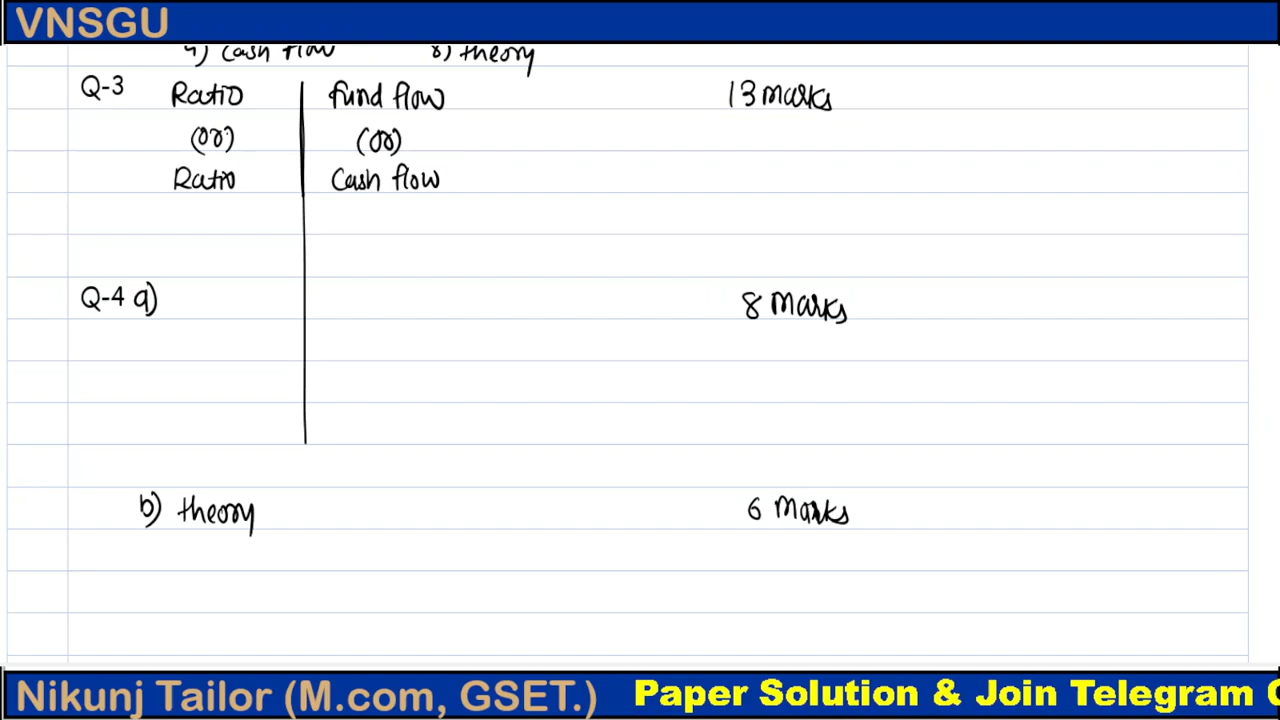 VNSGU
4) Cash flow 8) theory
Q-3 Ratio fund flow 13 marks
(or) (or)
Ratio Cash flow
Q-4 a) 8 Marks
b) theory 6 Marks
Nikunj Tailor (M.com, GSET.) Paper Solution & Join Telegram